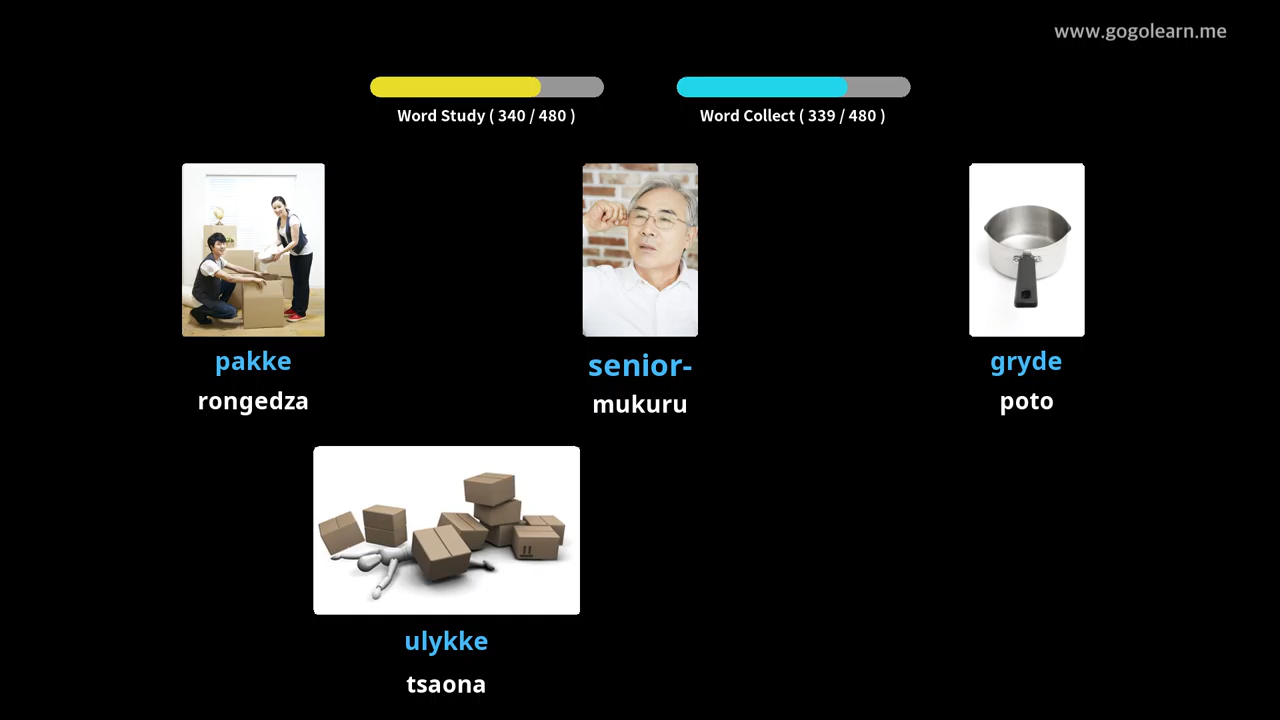 www.gogolearn.me
Word Study ( 340 / 480 )
Word Collect ( 339 / 480 )
pakke
rongedza
senior-
mukuru
gryde
poto
ulykke
tsaona